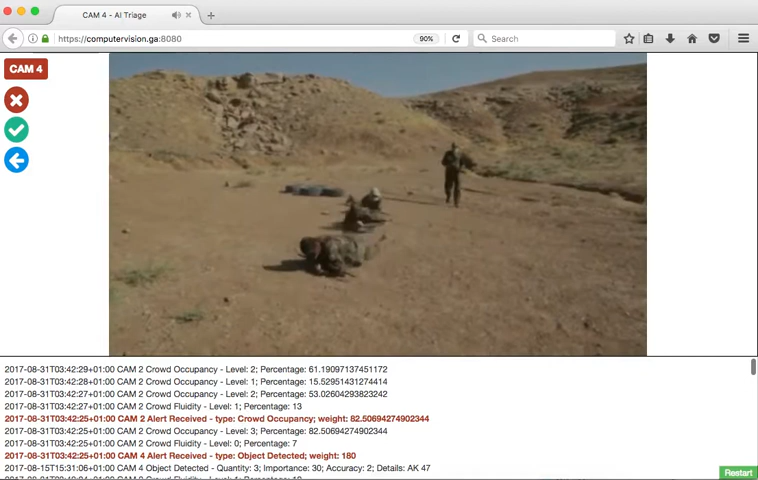 CAM 4 - AI Triage
https://computervision.ga:8080
90%
Search
CAM 4
2017-08-31T03:42:29+01:00 CAM 2 Crowd Occupancy - Level: 2; Percentage: 61.19097137451172
2017-08-31T03:42:28+01:00 CAM 2 Crowd Occupancy - Level: 1; Percentage: 15.52951431274414
2017-08-31T03:42:27+01:00 CAM 2 Crowd Occupancy - Level: 2; Percentage: 53.02604293823242
2017-08-31T03:42:27+01:00 CAM 2 Crowd Fluidity - Level: 1; Percentage: 13
2017-08-31T03:42:25+01:00 CAM 2 Alert Received - type: Crowd Occupancy; weight: 82.50694274902344
2017-08-31T03:42:25+01:00 CAM 2 Crowd Occupancy - Level: 3; Percentage: 82.50694274902344
2017-08-31T03:42:25+01:00 CAM 2 Crowd Fluidity - Level: 0; Percentage: 7
2017-08-31T03:42:25+01:00 CAM 4 Alert Received - type: Object Detected; weight: 180
2017-08-15T15:31:06+01:00 CAM 4 Object Detected - Quantity: 3; Importance: 30; Accuracy: 2; Details: AK 47
Restart